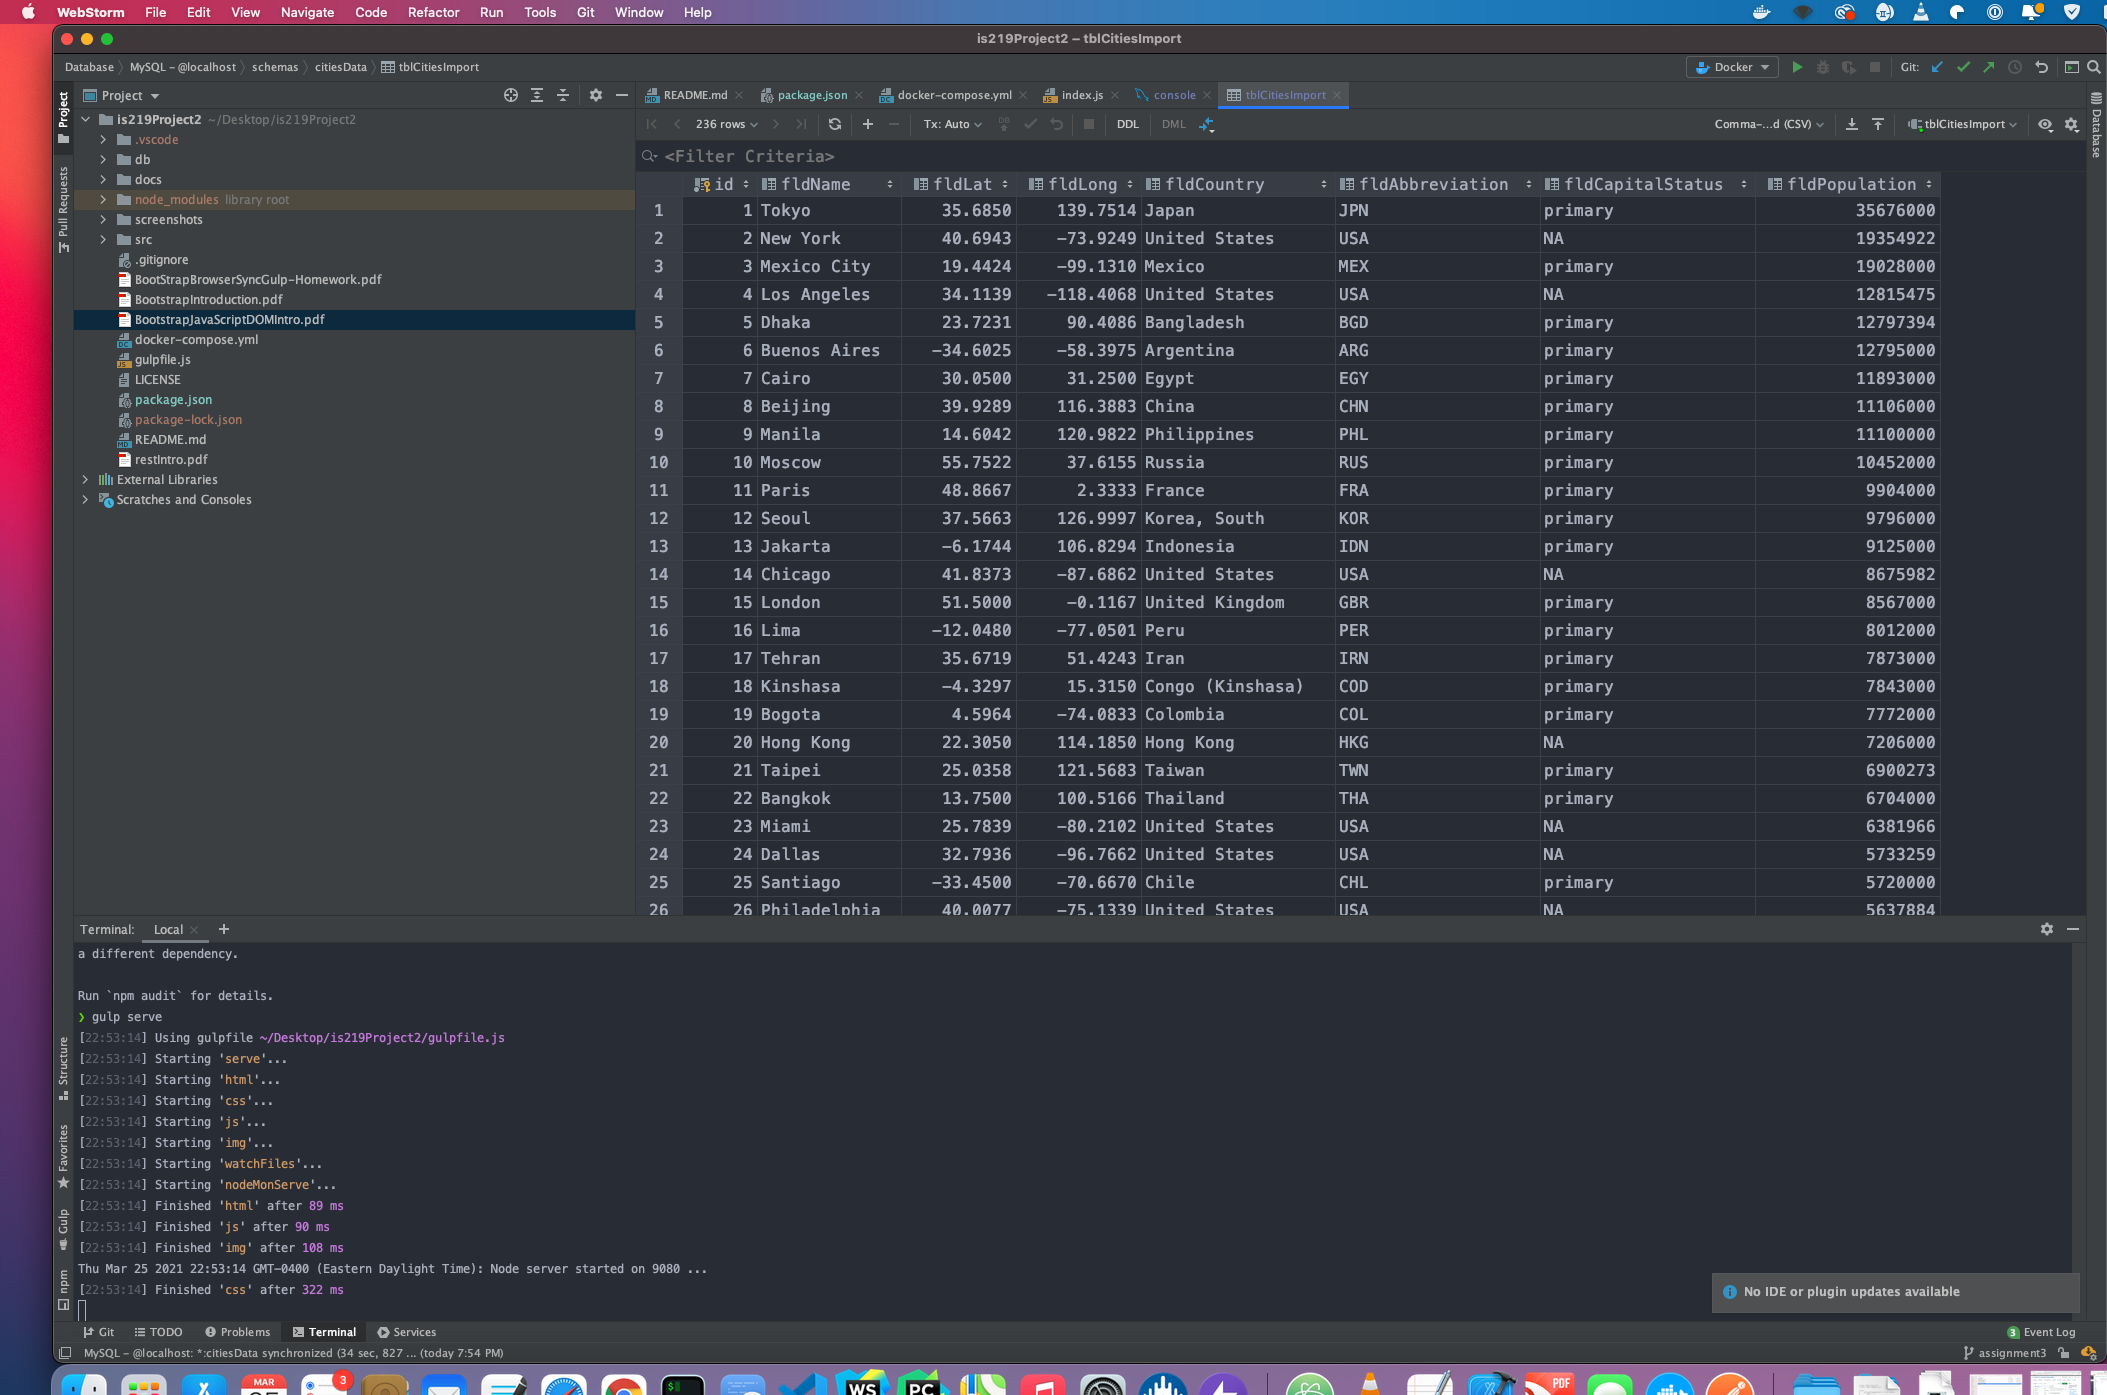 WebStorm File Edit View Navigate Code Refactor Run Tools Git Window Help
is219Project2 – tblCitiesImport
Database MySQL – @localhost schemas citiesData tblCitiesImport
Docker Git:
Project
README.md package.json docker-compose.yml index.js console tblCitiesImport
236 rows Tx: Auto DDL DML Comma-...d (CSV) tblCitiesImport
<Filter Criteria>
Project
Pull Requests
Structure
Favorites
Gulp
npm
Database
is219Project2 ~/Desktop/is219Project2
.vscode
db
docs
node_modules library root
screenshots
src
.gitignore
BootStrapBrowserSyncGulp-Homework.pdf
BootstrapIntroduction.pdf
BootstrapJavaScriptDOMIntro.pdf
docker-compose.yml
gulpfile.js
LICENSE
package.json
package-lock.json
README.md
restIntro.pdf
External Libraries
Scratches and Consoles
id fldName fldLat fldLong fldCountry fldAbbreviation fldCapitalStatus fldPopulation
1 1 Tokyo 35.6850 139.7514 Japan JPN primary 35676000
2 2 New York 40.6943 -73.9249 United States USA NA 19354922
3 3 Mexico City 19.4424 -99.1310 Mexico MEX primary 19028000
4 4 Los Angeles 34.1139 -118.4068 United States USA NA 12815475
5 5 Dhaka 23.7231 90.4086 Bangladesh BGD primary 12797394
6 6 Buenos Aires -34.6025 -58.3975 Argentina ARG primary 12795000
7 7 Cairo 30.0500 31.2500 Egypt EGY primary 11893000
8 8 Beijing 39.9289 116.3883 China CHN primary 11106000
9 9 Manila 14.6042 120.9822 Philippines PHL primary 11100000
10 10 Moscow 55.7522 37.6155 Russia RUS primary 10452000
11 11 Paris 48.8667 2.3333 France FRA primary 9904000
12 12 Seoul 37.5663 126.9997 Korea, South KOR primary 9796000
13 13 Jakarta -6.1744 106.8294 Indonesia IDN primary 9125000
14 14 Chicago 41.8373 -87.6862 United States USA NA 8675982
15 15 London 51.5000 -0.1167 United Kingdom GBR primary 8567000
16 16 Lima -12.0480 -77.0501 Peru PER primary 8012000
17 17 Tehran 35.6719 51.4243 Iran IRN primary 7873000
18 18 Kinshasa -4.3297 15.3150 Congo (Kinshasa) COD primary 7843000
19 19 Bogota 4.5964 -74.0833 Colombia COL primary 7772000
20 20 Hong Kong 22.3050 114.1850 Hong Kong HKG NA 7206000
21 21 Taipei 25.0358 121.5683 Taiwan TWN primary 6900273
22 22 Bangkok 13.7500 100.5166 Thailand THA primary 6704000
23 23 Miami 25.7839 -80.2102 United States USA NA 6381966
24 24 Dallas 32.7936 -96.7662 United States USA NA 5733259
25 25 Santiago -33.4500 -70.6670 Chile CHL primary 5720000
26 26 Philadelphia 40.0077 -75.1339 United States USA NA 5637884
Terminal: Local
a different dependency.
Run `npm audit` for details.
❯ gulp serve
[22:53:14] Using gulpfile ~/Desktop/is219Project2/gulpfile.js
[22:53:14] Starting 'serve'...
[22:53:14] Starting 'html'...
[22:53:14] Starting 'css'...
[22:53:14] Starting 'js'...
[22:53:14] Starting 'img'...
[22:53:14] Starting 'watchFiles'...
[22:53:14] Starting 'nodeMonServe'...
[22:53:14] Finished 'html' after 89 ms
[22:53:14] Finished 'js' after 90 ms
[22:53:14] Finished 'img' after 108 ms
Thu Mar 25 2021 22:53:14 GMT-0400 (Eastern Daylight Time): Node server started on 9080 ...
[22:53:14] Finished 'css' after 322 ms
No IDE or plugin updates available
Git TODO Problems Terminal Services 3 Event Log
MySQL – @localhost: *:citiesData synchronized (34 sec, 827 ... (today 7:54 PM) assignment3
MAR 3 $ WS PC PDF